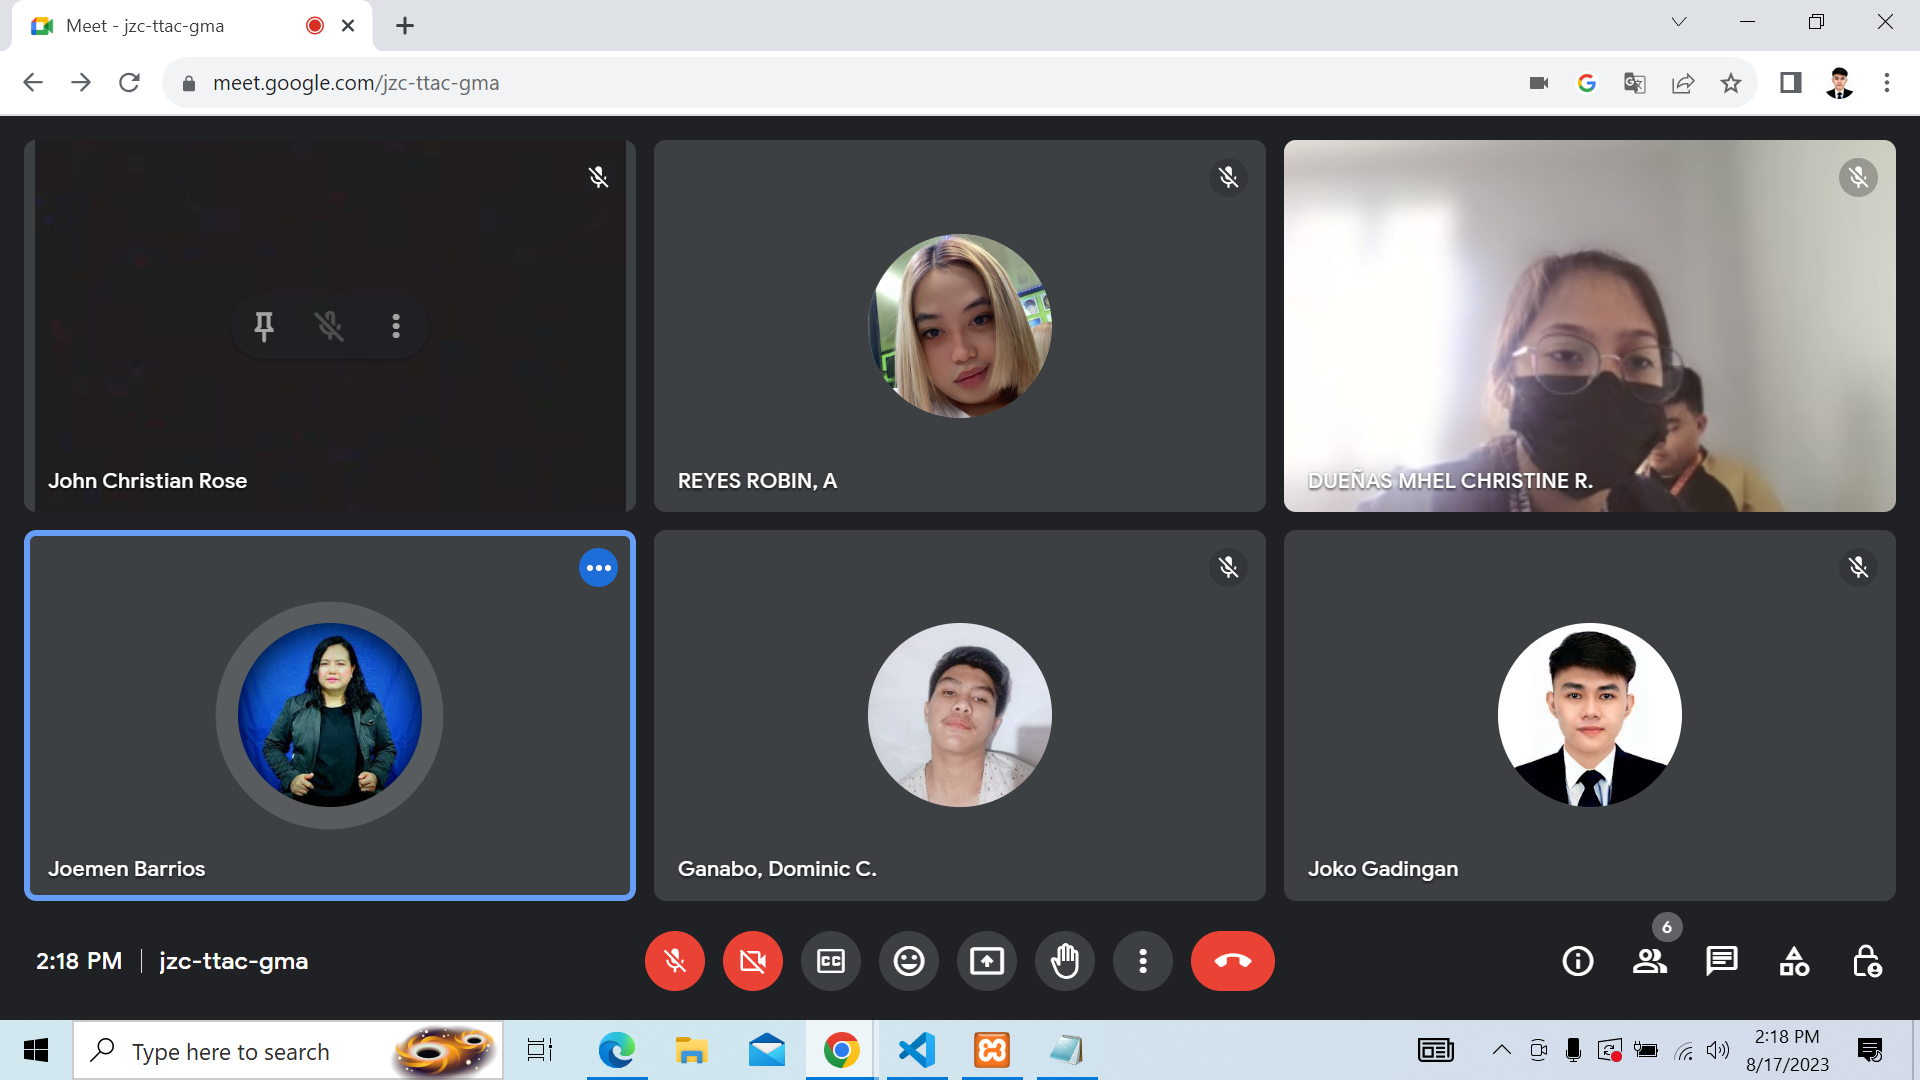 Meet - jzc-ttac-gma
meet.google.com/jzc-ttac-gma
John Christian Rose
REYES ROBIN, A
DUEÑAS MHEL CHRISTINE R.
Joemen Barrios
Ganabo, Dominic C.
Joko Gadingan
6
2:18 PM | jzc-ttac-gma
CC
Type here to search
2:18 PM
8/17/2023